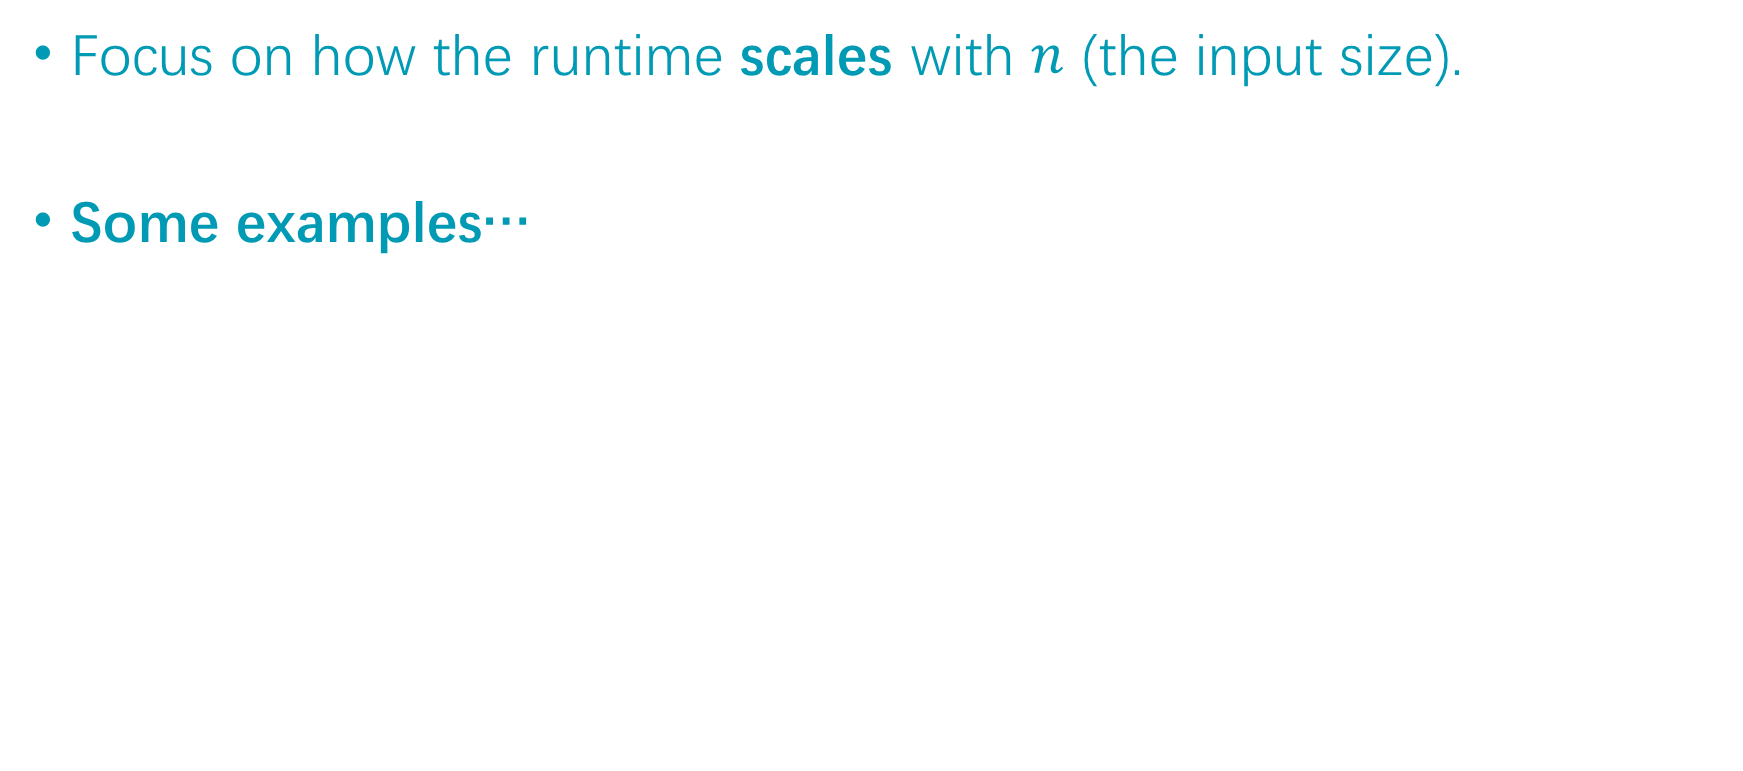 • Focus on how the runtime scales with n (the input size).
• Some examples…